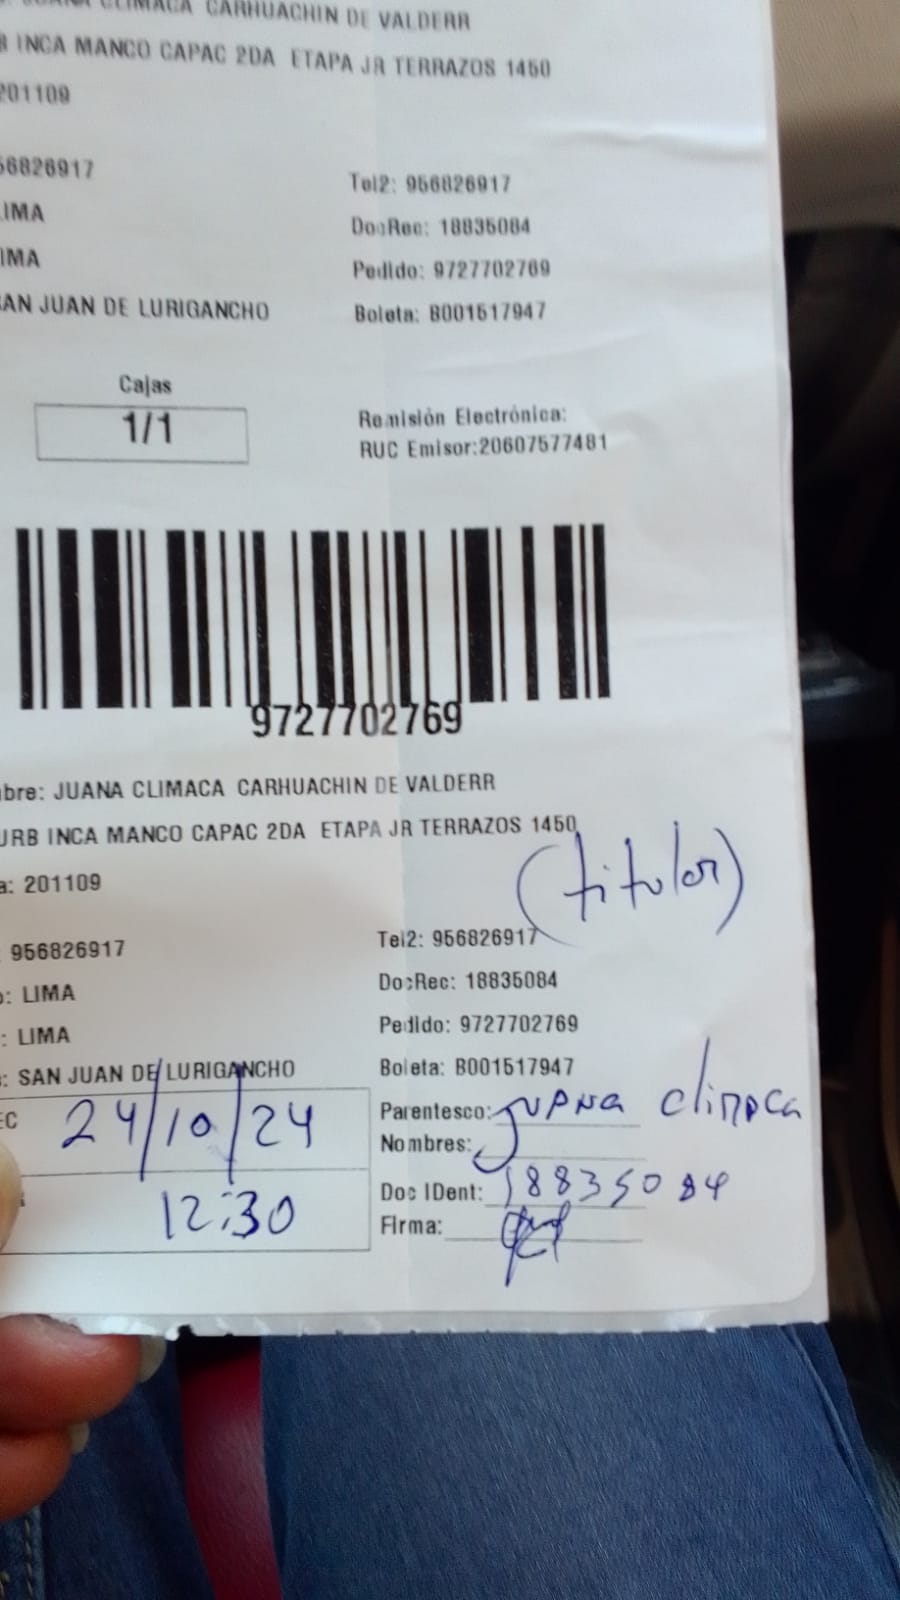 CLIMACA CARHUACHIN DE VALDERR
B INCA MANCO CAPAC 2DA ETAPA JR TERRAZOS 1450
201109
56826917
Tel2: 956826917
LIMA
DocRec: 18835084
IMA
Pedido: 9727702769
SAN JUAN DE LURIGANCHO
Boleta: B001517947
Cajas
1/1
Remisión Electrónica:
RUC Emisor:20607577481
9727702769
bre: JUANA CLIMACA CARHUACHIN DE VALDERR
URB INCA MANCO CAPAC 2DA ETAPA JR TERRAZOS 1450
a: 201109
(titular)
956826917
Tel2: 956826917
o: LIMA
DocRec: 18835084
: LIMA
Pedido: 9727702769
: SAN JUAN DE LURIGANCHO
Boleta: B001517947
EC 24/10/24
Parentesco: Juana climaca
Nombres:
12:30
Doc IDent: 18835084
Firma: